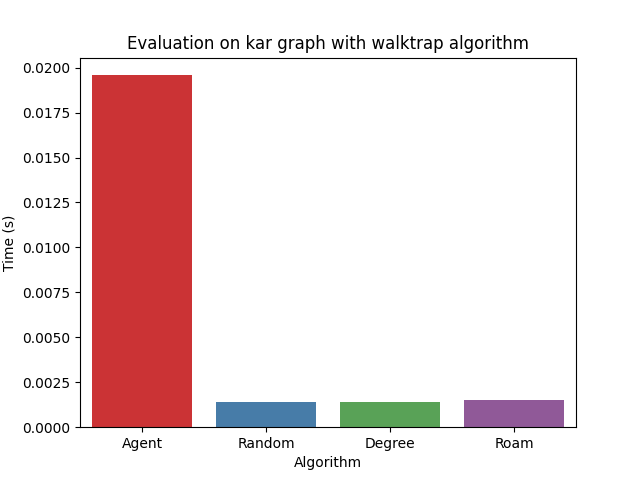 Evaluation on kar graph with walktrap algorithm
0.0200
0.0175
0.0150
0.0125
0.0100
0.0075
0.0050
0.0025
0.0000
Time (s)
Agent
Random
Degree
Roam
Algorithm